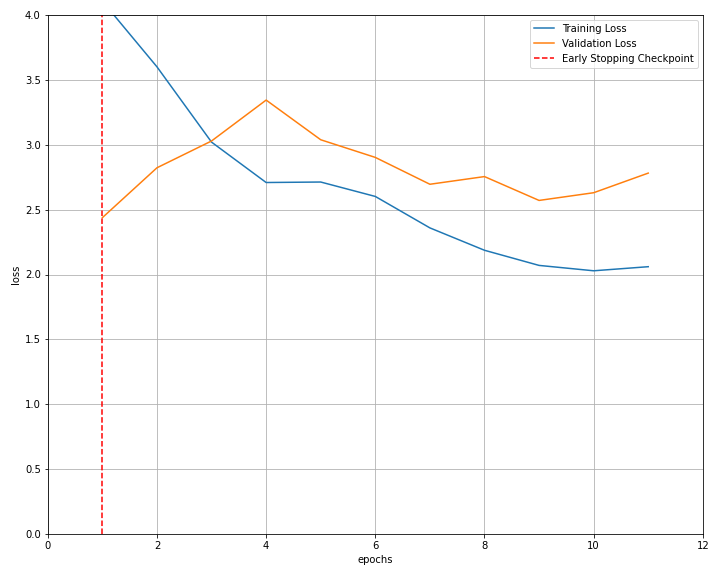 Training Loss
Validation Loss
Early Stopping Checkpoint
4.0
3.5
3.0
2.5
2.0
1.5
1.0
0.5
0.0
loss
0 2 4 6 8 10 12
epochs